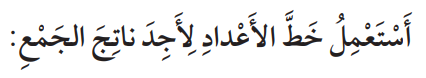 أَسْتَعْمِلُ خَطَّ الأَعْدادِ لِأَجِدَ ناتِجَ الجَمْعِ: